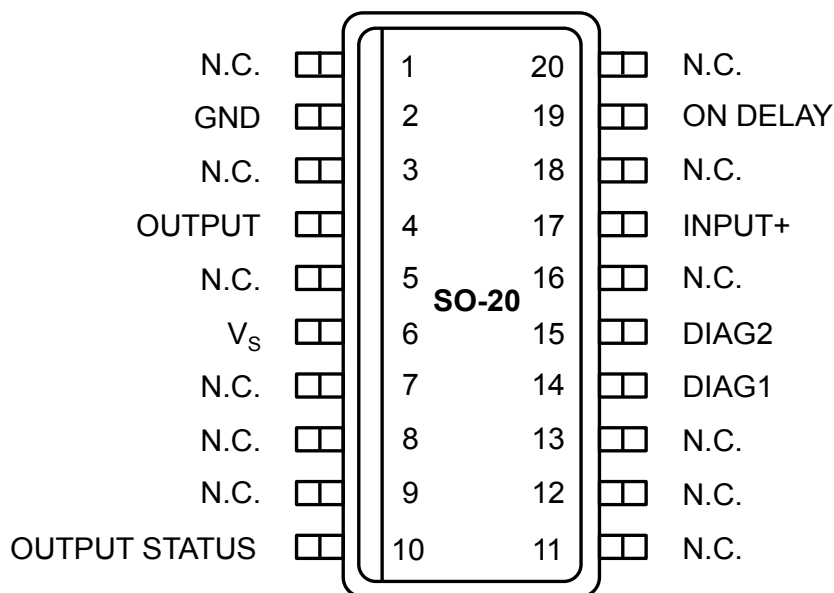 N.C. 1 20 N.C.
GND 2 19 ON DELAY
N.C. 3 18 N.C.
OUTPUT 4 17 INPUT+
N.C. 5 16 N.C.
SO-20
VS 6 15 DIAG2
N.C. 7 14 DIAG1
N.C. 8 13 N.C.
N.C. 9 12 N.C.
OUTPUT STATUS 10 11 N.C.